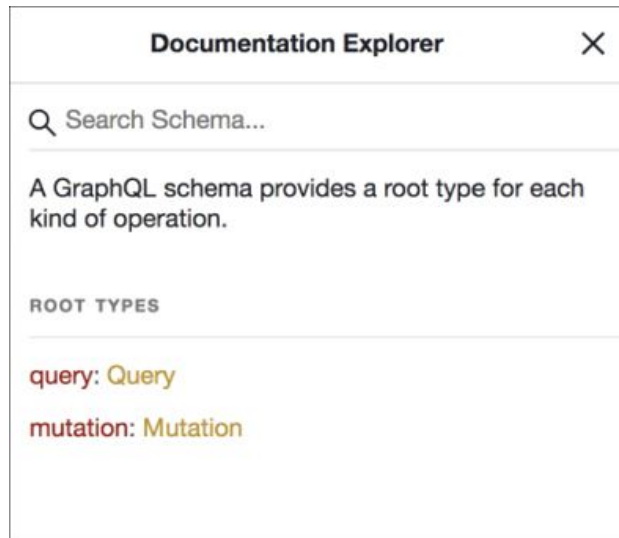 Documentation Explorer
Search Schema...
A GraphQL schema provides a root type for each
kind of operation.
ROOT TYPES
query: Query
mutation: Mutation